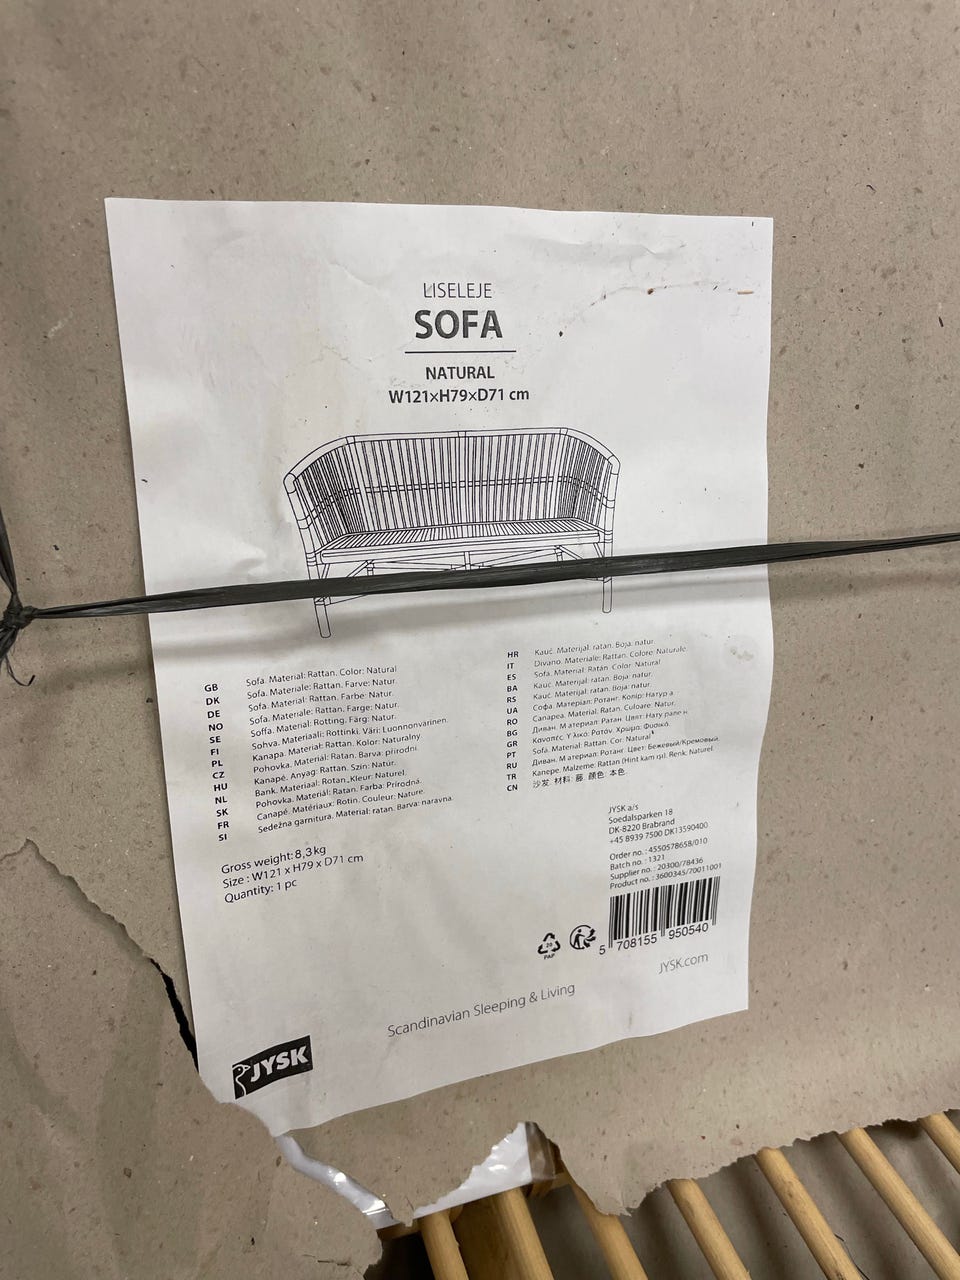 LISELEJE
SOFA
NATURAL
W121×H79×D71 cm
GB Sofa. Material: Rattan. Color: Natural
DK Sofa. Materiale: Rattan. Farve: Natur.
DE Sofa. Material: Rattan. Farbe: Natur.
NO Sofa. Materiale: Rattan. Farge: Natur.
SE Soffa. Material: Rotting. Färg: Natur.
FI Sohva. Materiaali: Rottinki. Väri: Luonnonvärinen.
PL Kanapa. Material: Rattan. Kolor: Naturalny
CZ Pohovka. Materiál: Ratan. Barva: přírodní.
HU Kanapé. Anyag: Rattan. Szín: Natúr.
NL Bank. Materiaal: Rotan. Kleur: Naturel.
SK Pohovka. Materiál: Ratan. Farba: Prírodná.
FR Canapé. Matériaux: Rotin. Couleur: Nature.
SI Sedežna garnitura. Material: ratan. Barva: naravna.
HR Kauč. Materijal: ratan. Boja: natur.
IT Divano. Materiale: Rattan. Colore: Naturale.
ES Sofa. Material: Ratán. Color: Natural
BA Kauč. Materijal: ratan. Boja: natur.
RS Kauč. Materijal: ratan. Boja: natur.
UA Софа. Матеріал: Ротанг. Колір: Натура
RO Canapea. Material: Ratan. Culoare: Natur.
BG Диван. Материал: Ратан. Цвят: Натурален.
GR Καναπές. Υλικό: Ρατάν. Χρώμα: Φυσικό.
PT Sofá. Material: Rattan. Cor: Natural
RU Диван. Материал: Ротанг. Цвет: Бежевый/Кремовый.
TR Kanepe. Malzeme: Rattan (Hint kamışı). Renk: Naturel.
CN 沙发. 材料: 藤. 颜色: 本色.
Gross weight: 8,3kg
Size : W121 x H79 x D71 cm
Quantity: 1 pc
JYSK a/s
Soedalsparken 18
DK-8220 Brabrand
+45 8939 7500 DK13590400
Order no. : 4550578658/010
Batch no. : 1321
Supplier no. : 20300/78436
Product no. : 3600345/70011001
20
PAP
5 708155 950540
JYSK.com
Scandinavian Sleeping & Living
JYSK